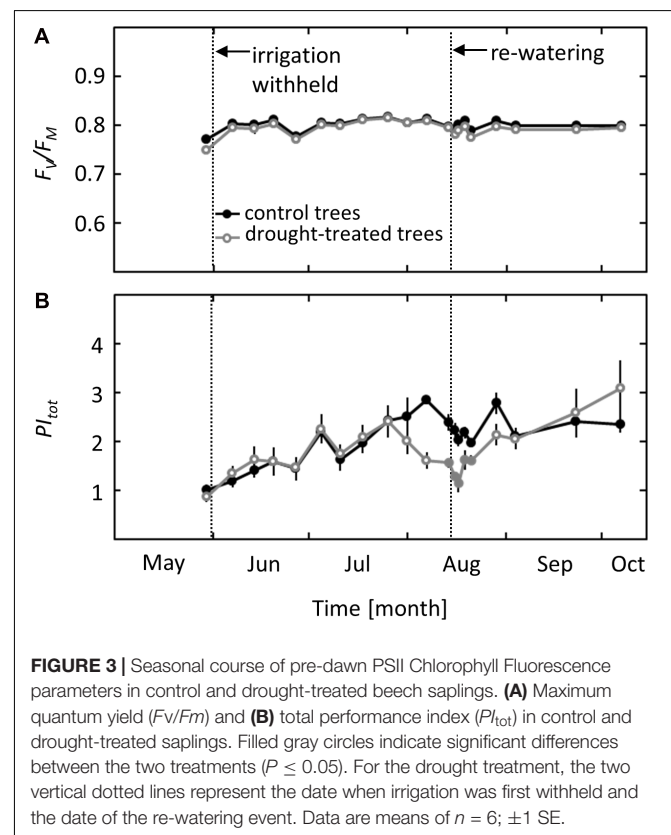 A
irrigation
withheld
re-watering
0.9
0.8
0.7
0.6
FV/FM
control trees
drought-treated trees
B
4
3
2
1
PItot
May Jun Jul Aug Sep Oct
Time [month]
FIGURE 3 | Seasonal course of pre-dawn PSII Chlorophyll Fluorescence
parameters in control and drought-treated beech saplings. (A) Maximum
quantum yield (Fv/Fm) and (B) total performance index (PItot) in control and
drought-treated saplings. Filled gray circles indicate significant differences
between the two treatments (P ≤ 0.05). For the drought treatment, the two
vertical dotted lines represent the date when irrigation was first withheld and
the date of the re-watering event. Data are means of n = 6; ±1 SE.